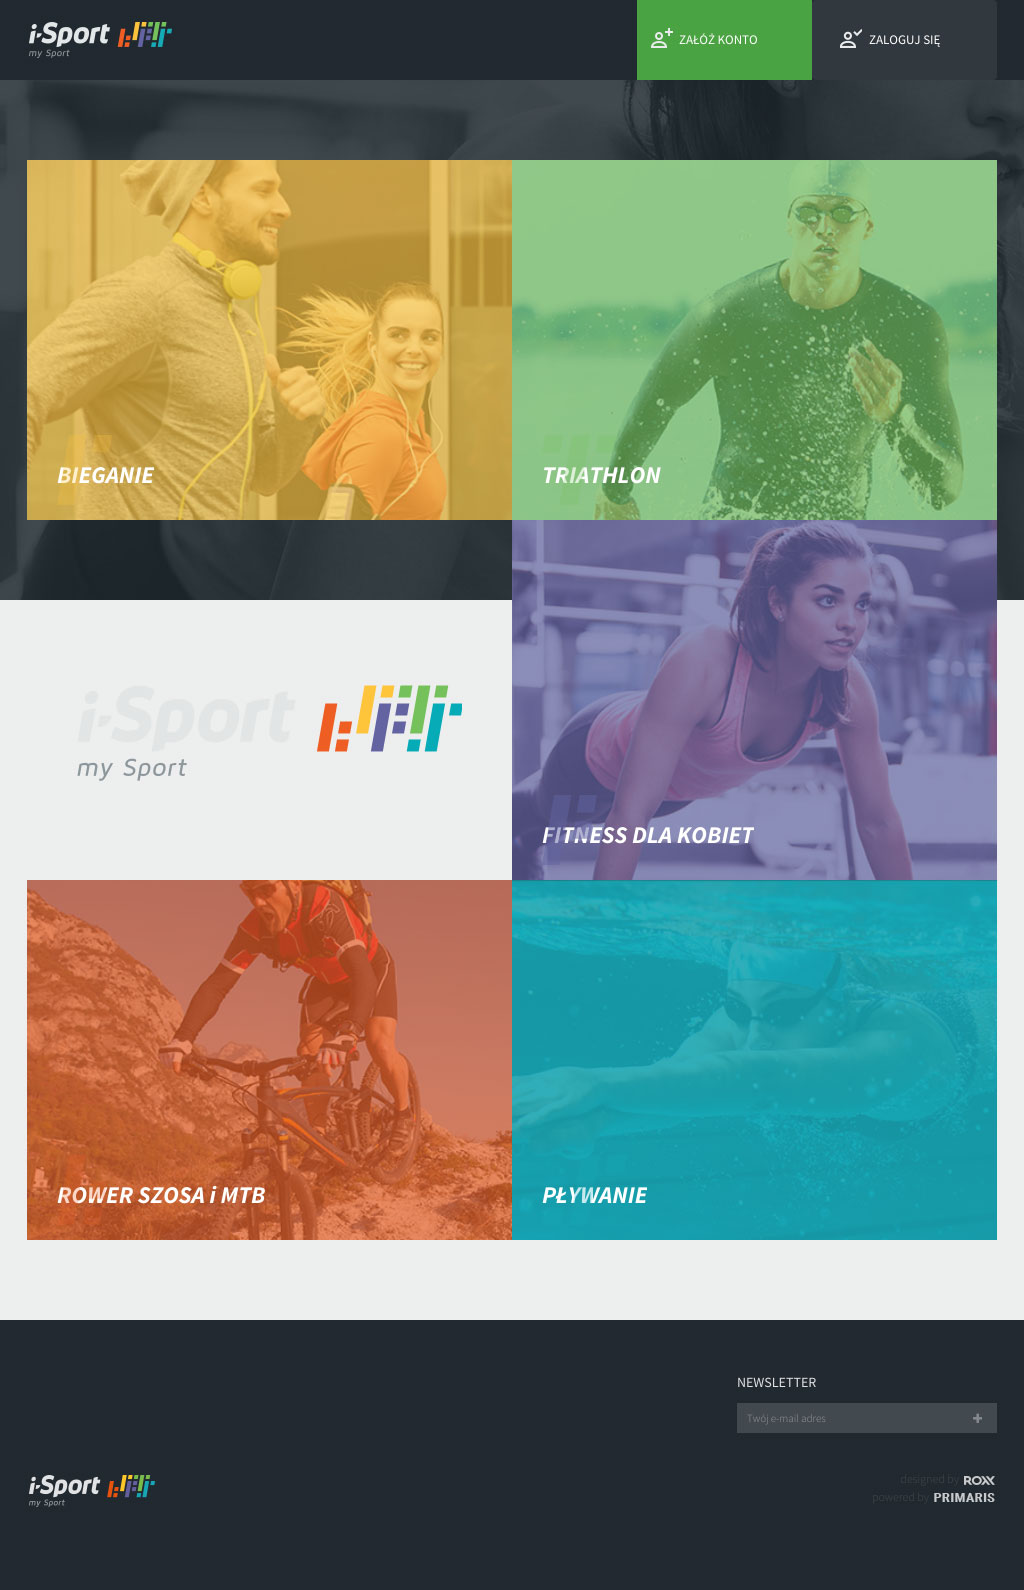 i-Sport
my Sport
ZAŁÓŻ KONTO
ZALOGUJ SIĘ
BIEGANIE
TRIATHLON
i-Sport
my Sport
FITNESS DLA KOBIET
ROWER SZOSA i MTB
PŁYWANIE
NEWSLETTER
Twój e-mail adres
i-Sport
my Sport
designed by ROXX
powered by PRIMARIS